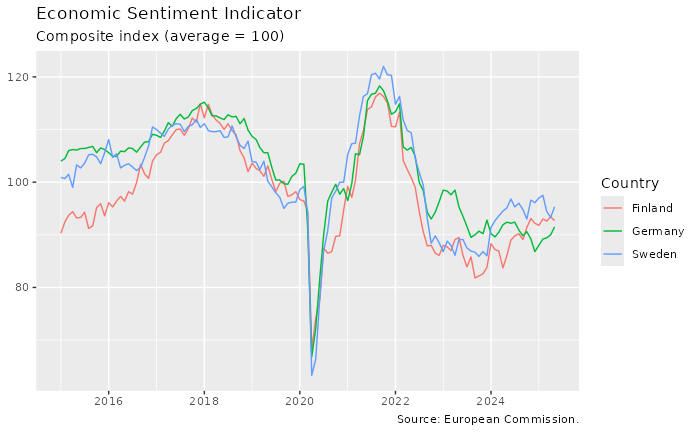 Economic Sentiment Indicator
Composite index (average = 100)
120
100
80
2016
2018
2020
2022
2024
Country
Finland
Germany
Sweden
Source: European Commission.